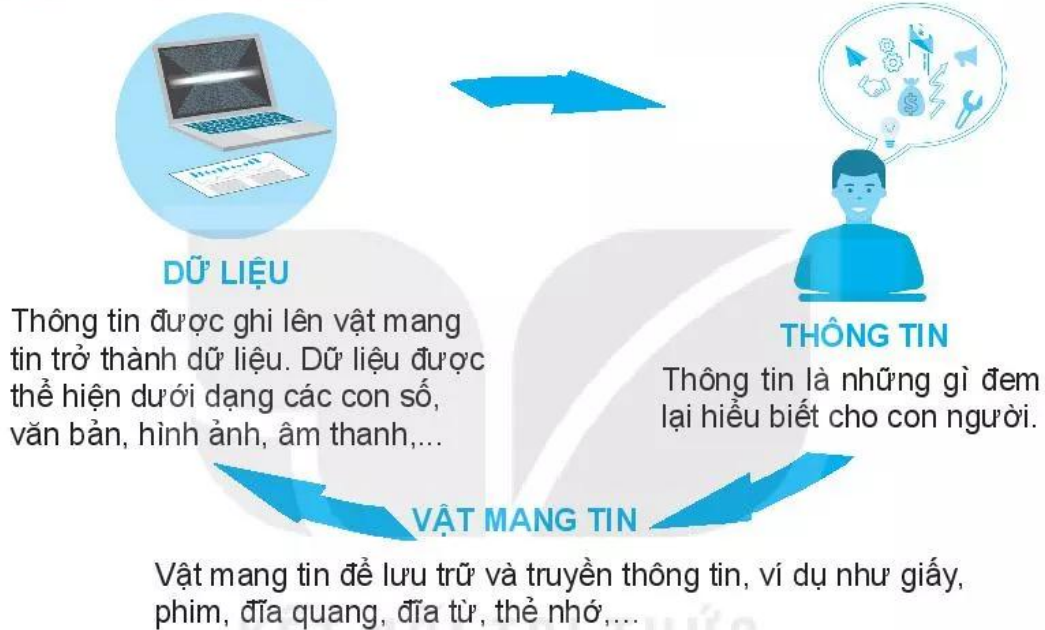 DỮ LIỆU
Thông tin được ghi lên vật mang
tin trở thành dữ liệu. Dữ liệu được
thể hiện dưới dạng các con số,
văn bản, hình ảnh, âm thanh,...
THÔNG TIN
Thông tin là những gì đem
lại hiểu biết cho con người.
VẬT MANG TIN
Vật mang tin để lưu trữ và truyền thông tin, ví dụ như giấy,
phim, đĩa quang, đĩa từ, thẻ nhớ,...